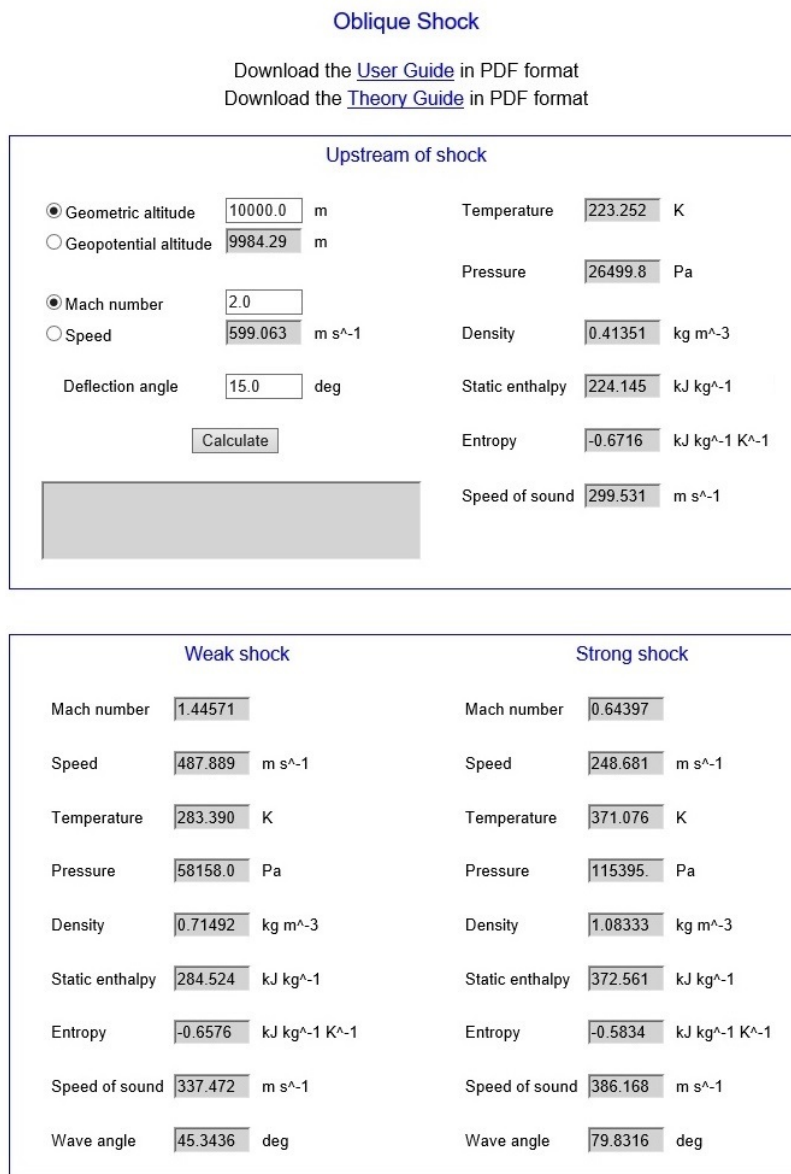 Oblique Shock
Download the User Guide in PDF format
Download the Theory Guide in PDF format
Upstream of shock
Geometric altitude 10000.0 m Temperature 223.252 K
Geopotential altitude 9984.29 m
Pressure 26499.8 Pa
Mach number 2.0
Speed 599.063 m s^-1 Density 0.41351 kg m^-3
Deflection angle 15.0 deg Static enthalpy 224.145 kJ kg^-1
Calculate Entropy -0.6716 kJ kg^-1 K^-1
Speed of sound 299.531 m s^-1
Weak shock Strong shock
Mach number 1.44571 Mach number 0.64397
Speed 487.889 m s^-1 Speed 248.681 m s^-1
Temperature 283.390 K Temperature 371.076 K
Pressure 58158.0 Pa Pressure 115395. Pa
Density 0.71492 kg m^-3 Density 1.08333 kg m^-3
Static enthalpy 284.524 kJ kg^-1 Static enthalpy 372.561 kJ kg^-1
Entropy -0.6576 kJ kg^-1 K^-1 Entropy -0.5834 kJ kg^-1 K^-1
Speed of sound 337.472 m s^-1 Speed of sound 386.168 m s^-1
Wave angle 45.3436 deg Wave angle 79.8316 deg